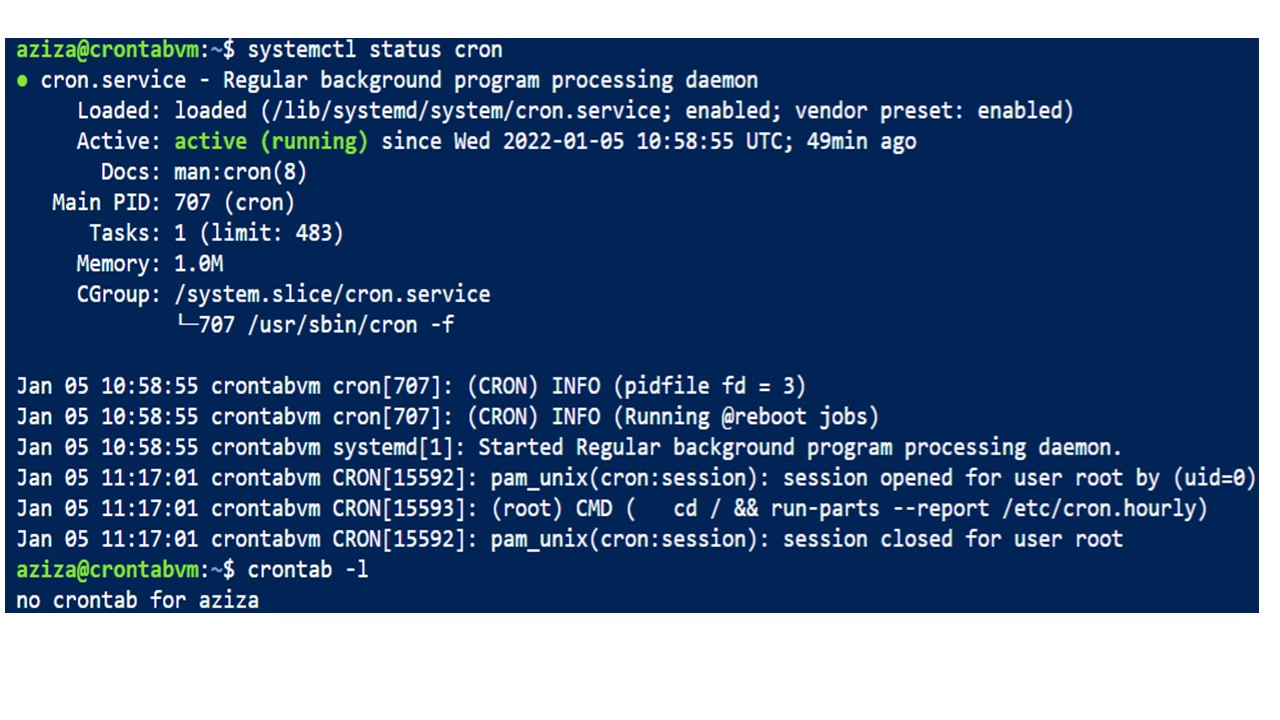 aziza@crontabvm:~$ systemctl status cron
● cron.service - Regular background program processing daemon
     Loaded: loaded (/lib/systemd/system/cron.service; enabled; vendor preset: enabled)
     Active: active (running) since Wed 2022-01-05 10:58:55 UTC; 49min ago
       Docs: man:cron(8)
   Main PID: 707 (cron)
      Tasks: 1 (limit: 483)
     Memory: 1.0M
     CGroup: /system.slice/cron.service
             └─707 /usr/sbin/cron -f
Jan 05 10:58:55 crontabvm cron[707]: (CRON) INFO (pidfile fd = 3)
Jan 05 10:58:55 crontabvm cron[707]: (CRON) INFO (Running @reboot jobs)
Jan 05 10:58:55 crontabvm systemd[1]: Started Regular background program processing daemon.
Jan 05 11:17:01 crontabvm CRON[15592]: pam_unix(cron:session): session opened for user root by (uid=0)
Jan 05 11:17:01 crontabvm CRON[15593]: (root) CMD (   cd / && run-parts --report /etc/cron.hourly)
Jan 05 11:17:01 crontabvm CRON[15592]: pam_unix(cron:session): session closed for user root
aziza@crontabvm:~$ crontab -l
no crontab for aziza